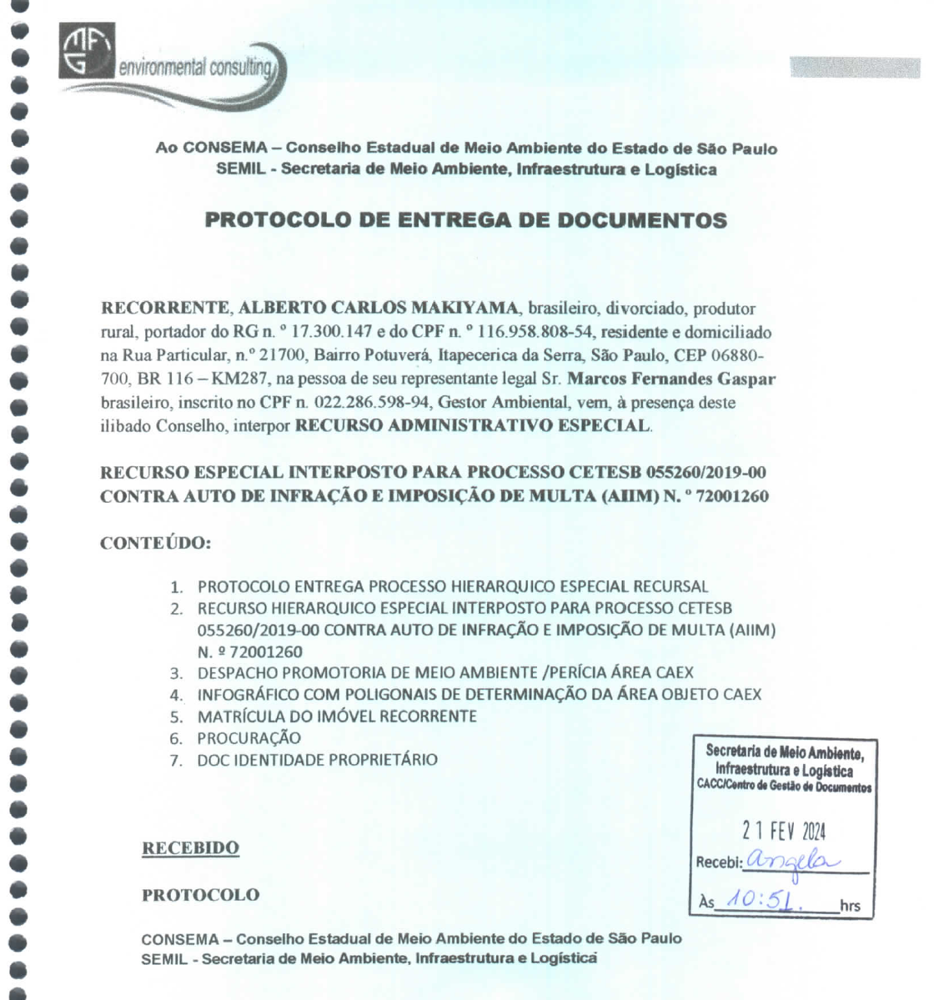 MFG
environmental consulting
Ao CONSEMA – Conselho Estadual de Meio Ambiente do Estado de São Paulo
SEMIL - Secretaria de Meio Ambiente, Infraestrutura e Logística
PROTOCOLO DE ENTREGA DE DOCUMENTOS
RECORRENTE, ALBERTO CARLOS MAKIYAMA, brasileiro, divorciado, produtor
rural, portador do RG n. º 17.300.147 e do CPF n. º 116.958.808-54, residente e domiciliado
na Rua Particular, n.º 21700, Bairro Potuverá, Itapecerica da Serra, São Paulo, CEP 06880-
700, BR 116 – KM287, na pessoa de seu representante legal Sr. Marcos Fernandes Gaspar
brasileiro, inscrito no CPF n. 022.286.598-94, Gestor Ambiental, vem, à presença deste
ilibado Conselho, interpor RECURSO ADMINISTRATIVO ESPECIAL.
RECURSO ESPECIAL INTERPOSTO PARA PROCESSO CETESB 055260/2019-00
CONTRA AUTO DE INFRAÇÃO E IMPOSIÇÃO DE MULTA (AIIM) N. º 72001260
CONTEÚDO:
1. PROTOCOLO ENTREGA PROCESSO HIERARQUICO ESPECIAL RECURSAL
2. RECURSO HIERARQUICO ESPECIAL INTERPOSTO PARA PROCESSO CETESB
055260/2019-00 CONTRA AUTO DE INFRAÇÃO E IMPOSIÇÃO DE MULTA (AIIM)
N. º 72001260
3. DESPACHO PROMOTORIA DE MEIO AMBIENTE /PERÍCIA ÁREA CAEX
4. INFOGRÁFICO COM POLIGONAIS DE DETERMINAÇÃO DA ÁREA OBJETO CAEX
5. MATRÍCULA DO IMÓVEL RECORRENTE
6. PROCURAÇÃO
7. DOC IDENTIDADE PROPRIETÁRIO
Secretaria de Meio Ambiente,
Infraestrutura e Logística
CACC/Centro de Gestão de Documentos
21 FEV 2024
Recebi: Angela
Às 10:51. hrs
RECEBIDO
PROTOCOLO
CONSEMA – Conselho Estadual de Meio Ambiente do Estado de São Paulo
SEMIL - Secretaria de Meio Ambiente, Infraestrutura e Logística